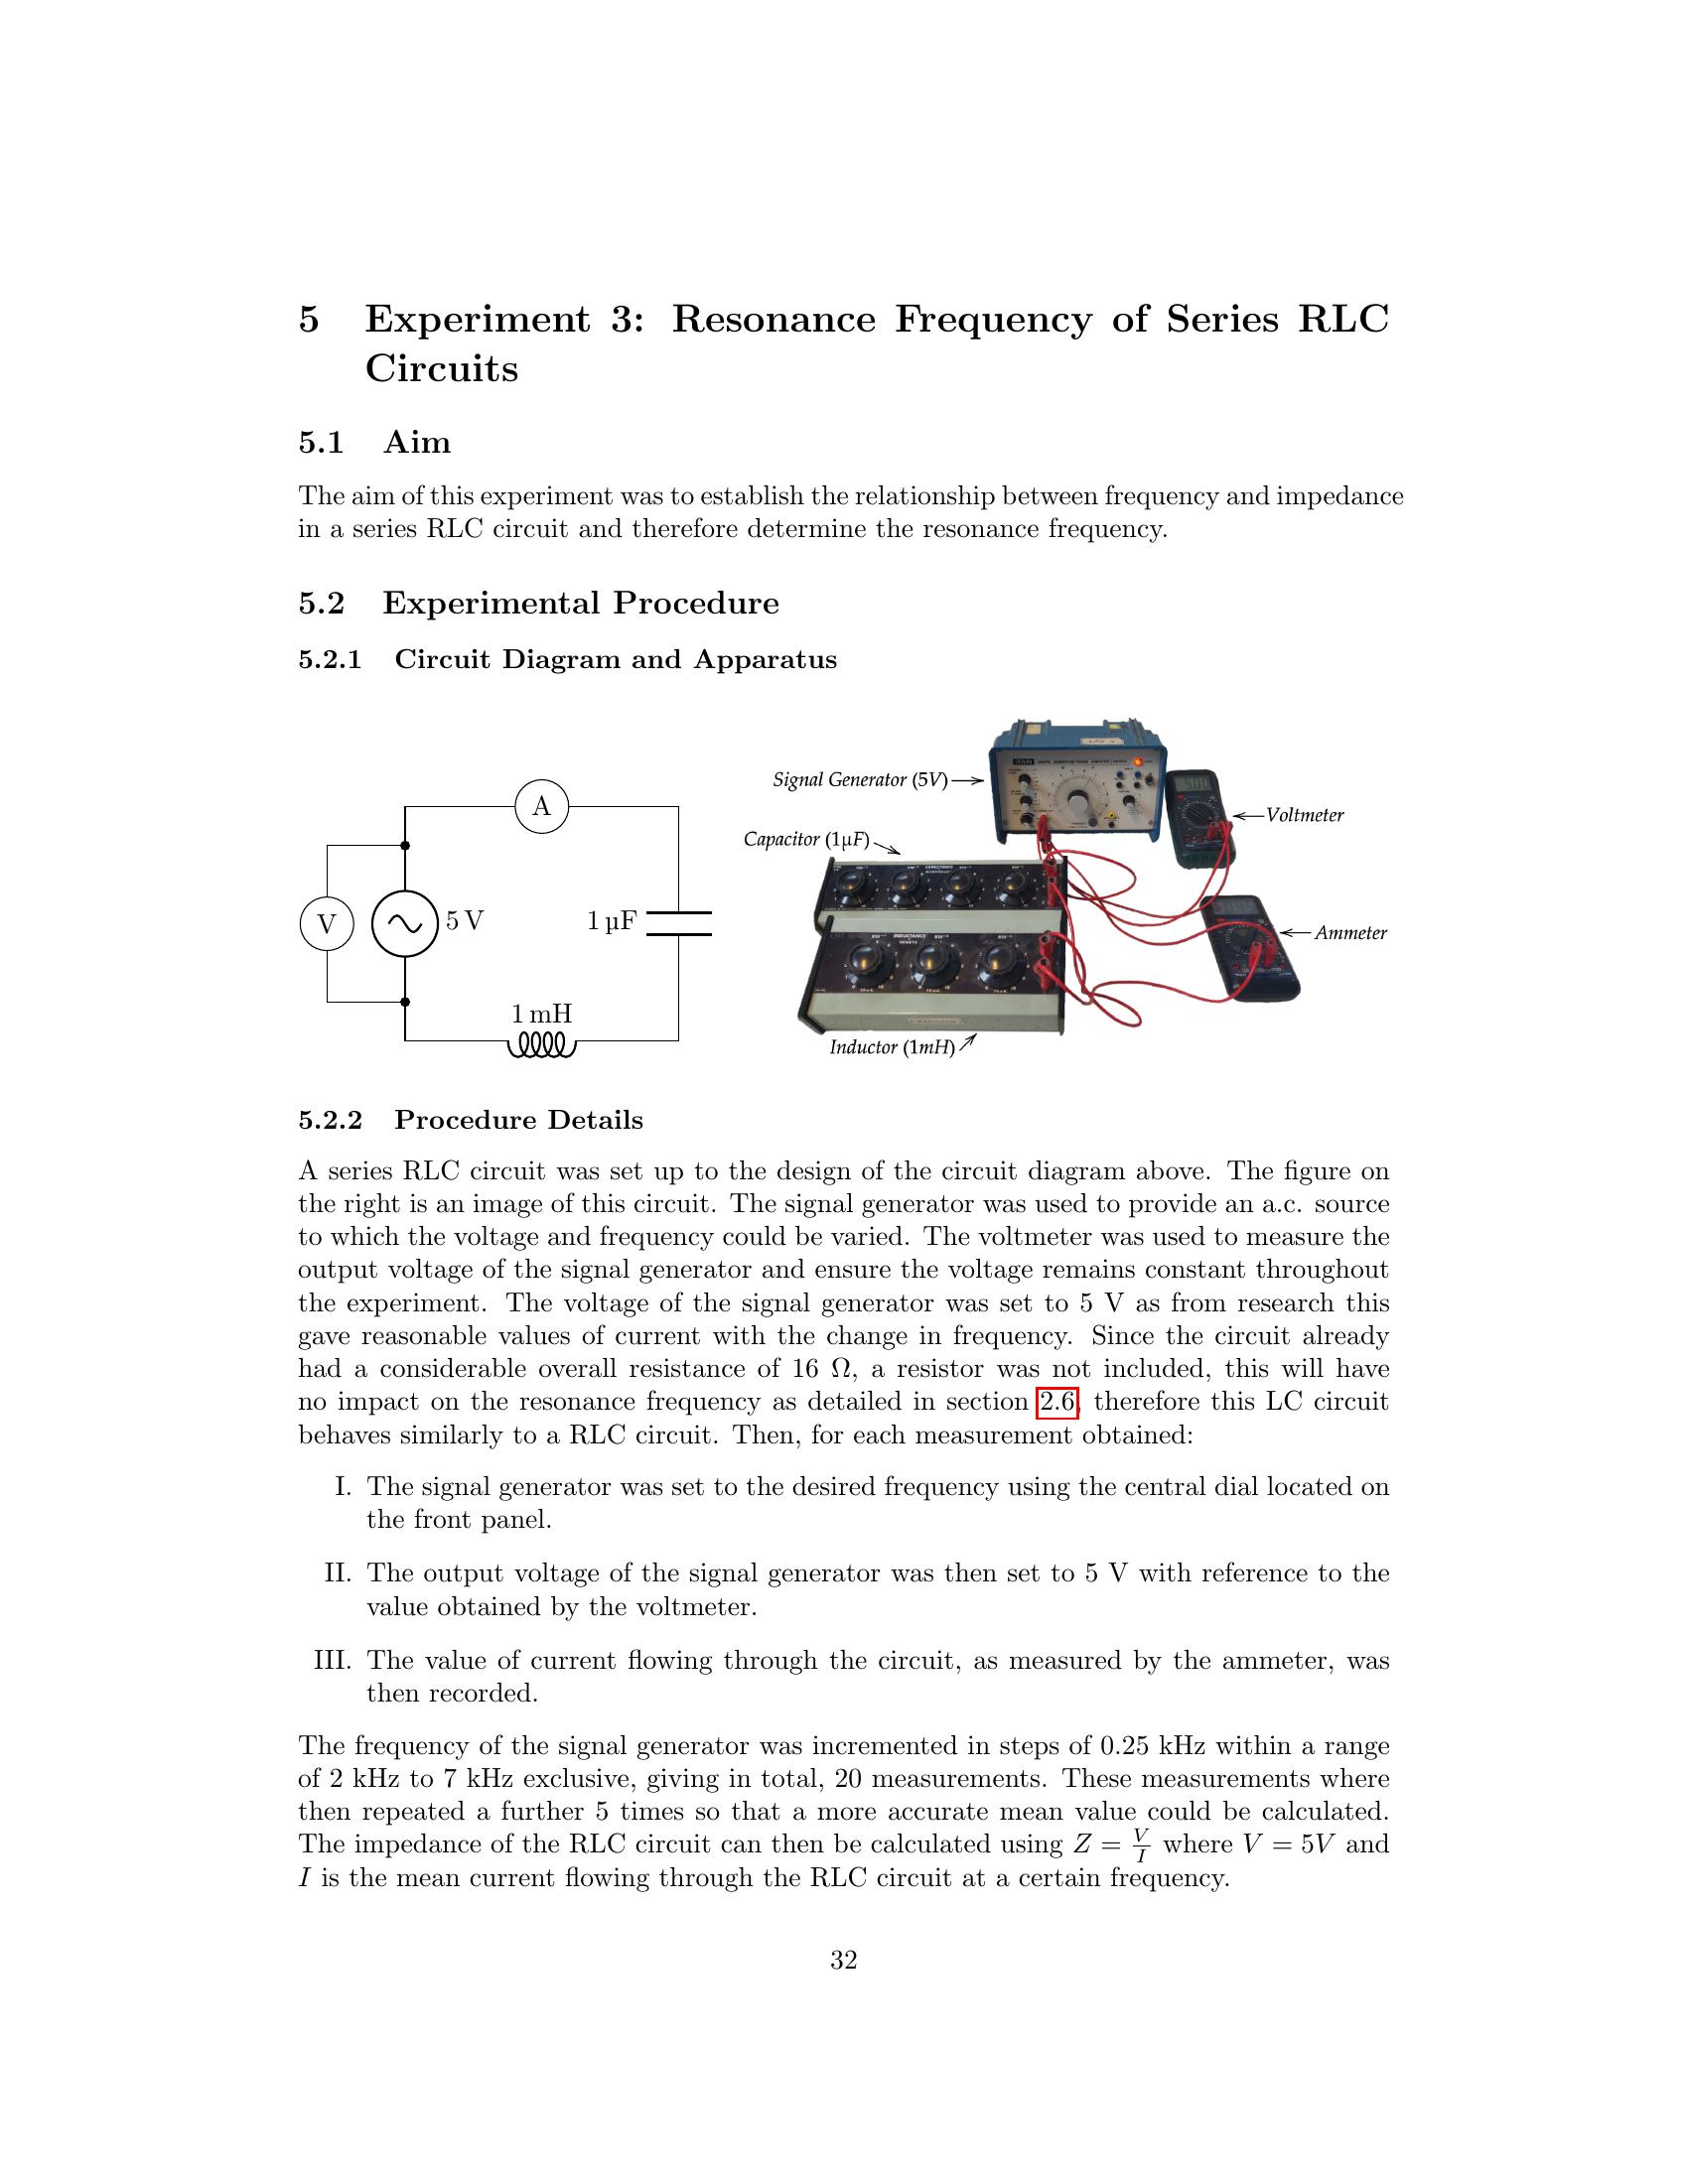 5 Experiment 3: Resonance Frequency of Series RLC
Circuits
5.1 Aim
The aim of this experiment was to establish the relationship between frequency and impedance
in a series RLC circuit and therefore determine the resonance frequency.
5.2 Experimental Procedure
5.2.1 Circuit Diagram and Apparatus
A
V
5 V
1 µF
1 mH
Signal Generator (5V)
Voltmeter
Capacitor (1µF)
Ammeter
Inductor (1mH)
5.2.2 Procedure Details
A series RLC circuit was set up to the design of the circuit diagram above. The figure on
the right is an image of this circuit. The signal generator was used to provide an a.c. source
to which the voltage and frequency could be varied. The voltmeter was used to measure the
output voltage of the signal generator and ensure the voltage remains constant throughout
the experiment. The voltage of the signal generator was set to 5 V as from research this
gave reasonable values of current with the change in frequency. Since the circuit already
had a considerable overall resistance of 16 Ω, a resistor was not included, this will have
no impact on the resonance frequency as detailed in section 2.6, therefore this LC circuit
behaves similarly to a RLC circuit. Then, for each measurement obtained:
I. The signal generator was set to the desired frequency using the central dial located on
the front panel.
II. The output voltage of the signal generator was then set to 5 V with reference to the
value obtained by the voltmeter.
III. The value of current flowing through the circuit, as measured by the ammeter, was
then recorded.
The frequency of the signal generator was incremented in steps of 0.25 kHz within a range
of 2 kHz to 7 kHz exclusive, giving in total, 20 measurements. These measurements where
then repeated a further 5 times so that a more accurate mean value could be calculated.
The impedance of the RLC circuit can then be calculated using Z = V/I where V = 5V and
I is the mean current flowing through the RLC circuit at a certain frequency.
32